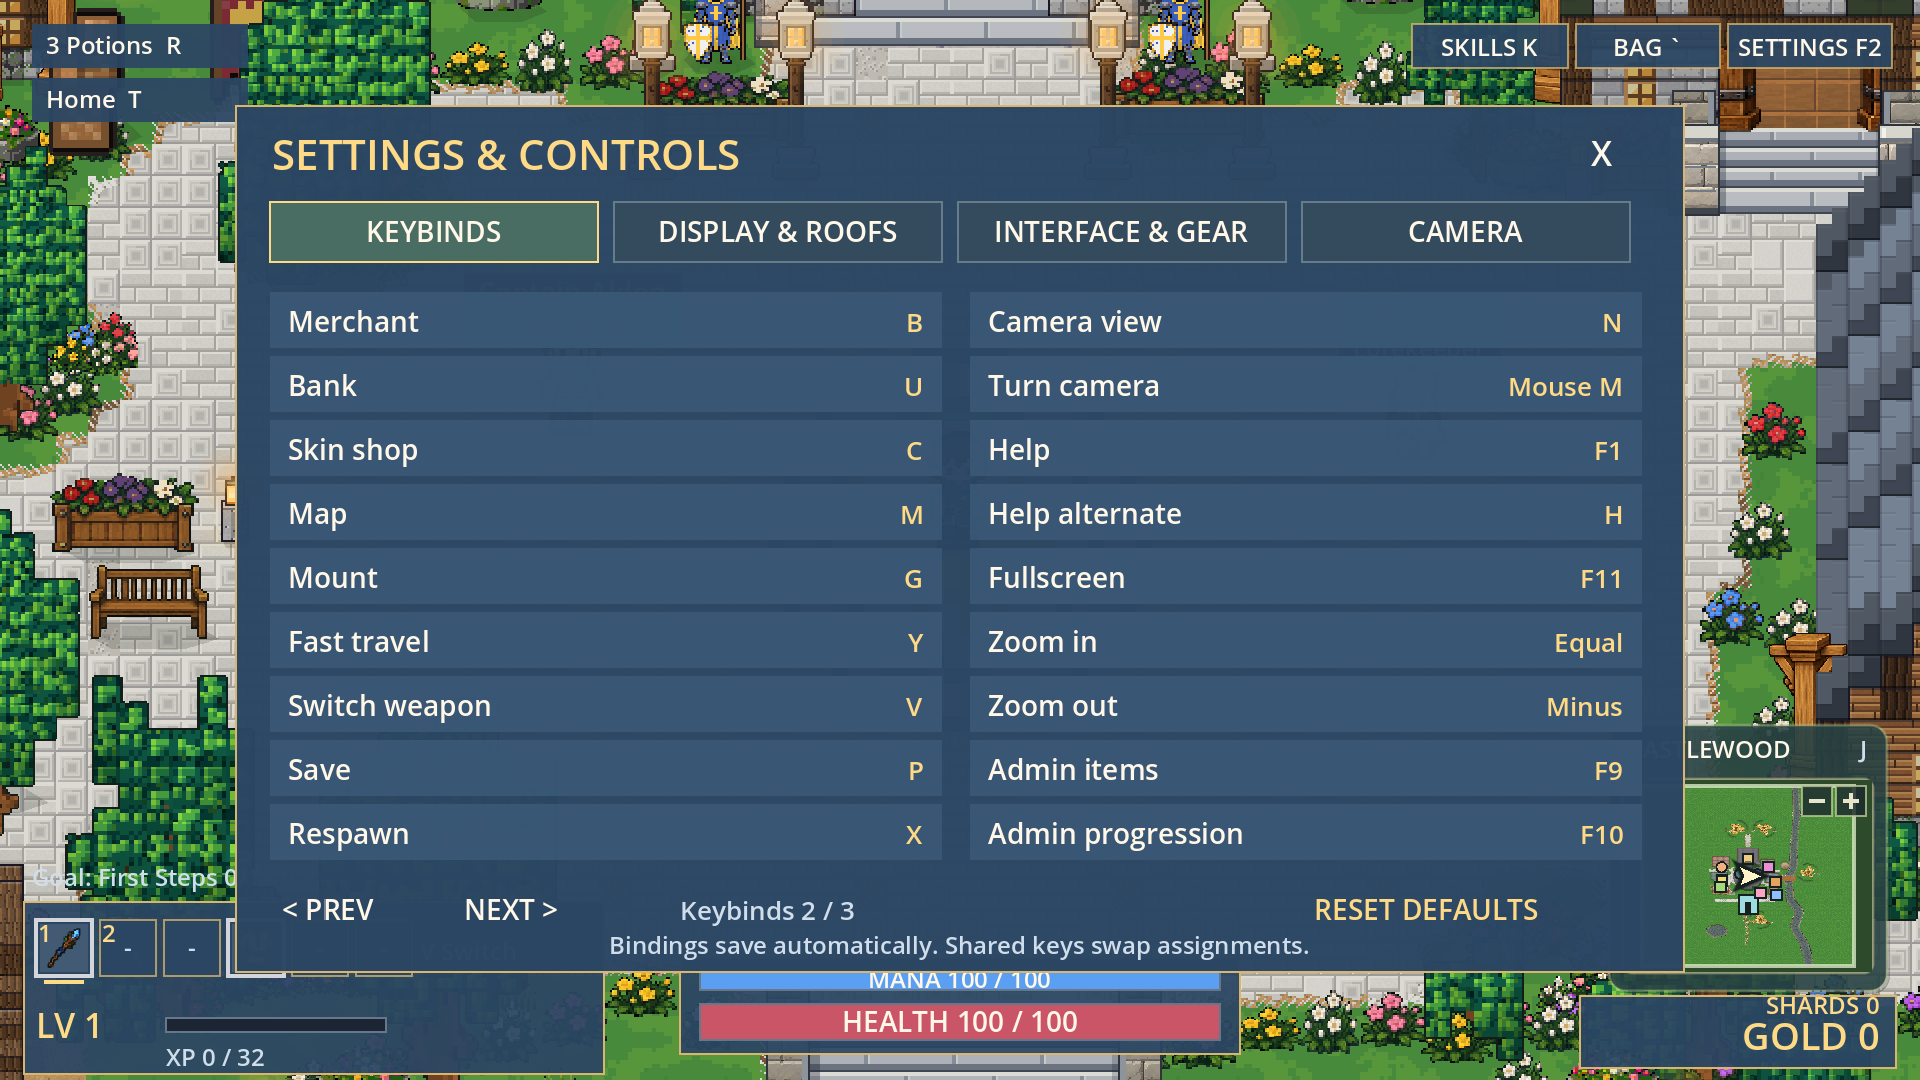 3 Potions R
Home T
SKILLS K
BAG `
SETTINGS F2
SETTINGS & CONTROLS
X
KEYBINDS
DISPLAY & ROOFS
INTERFACE & GEAR
CAMERA
Merchant B
Bank U
Skin shop C
Map M
Mount G
Fast travel Y
Switch weapon V
Save P
Respawn X
Camera view N
Turn camera Mouse M
Help F1
Help alternate H
Fullscreen F11
Zoom in Equal
Zoom out Minus
Admin items F9
Admin progression F10
< PREV
NEXT >
Keybinds 2 / 3
RESET DEFAULTS
Bindings save automatically. Shared keys swap assignments.
LEWOOD J
Goal: First Steps 0
1
2
-
-
LV 1
XP 0 / 32
MANA 100 / 100
HEALTH 100 / 100
SHARDS 0
GOLD 0